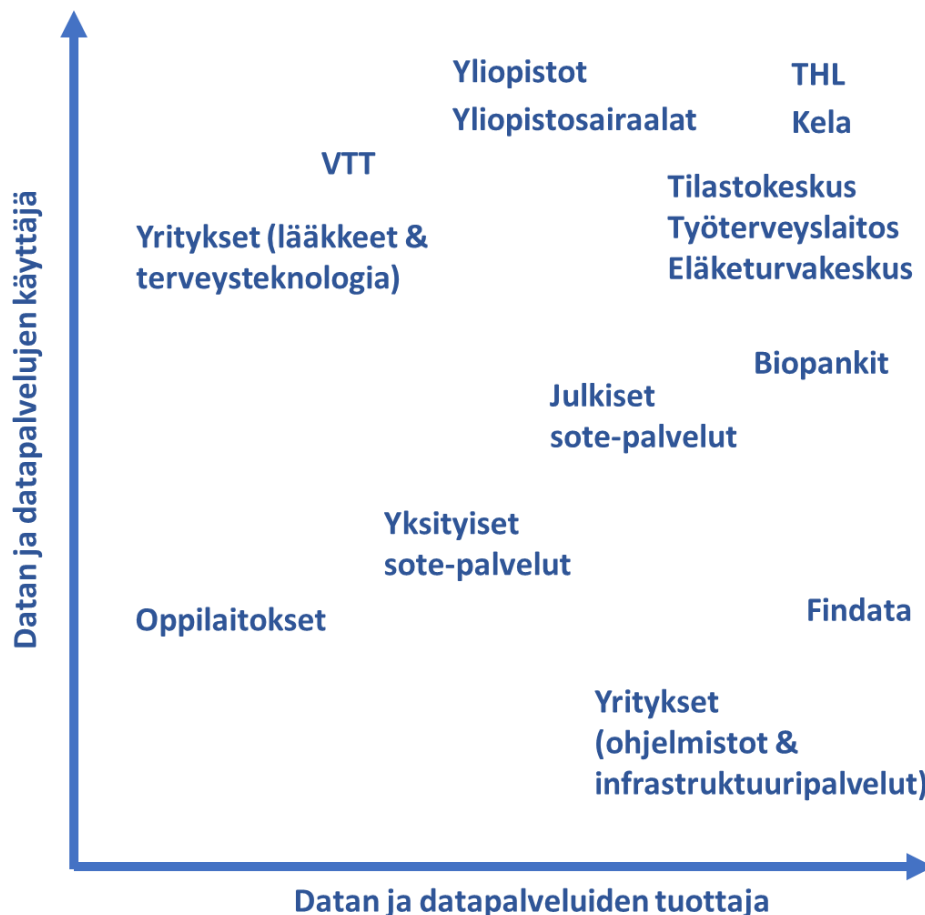 Datan ja datapalvelujen käyttäjä
Yliopistot
Yliopistosairaalat
THL
Kela
VTT
Tilastokeskus
Työterveyslaitos
Eläketurvakeskus
Yritykset (lääkkeet &
terveysteknologia)
Biopankit
Julkiset
sote-palvelut
Yksityiset
sote-palvelut
Oppilaitokset
Findata
Yritykset
(ohjelmistot &
infrastruktuuripalvelut)
Datan ja datapalveluiden tuottaja